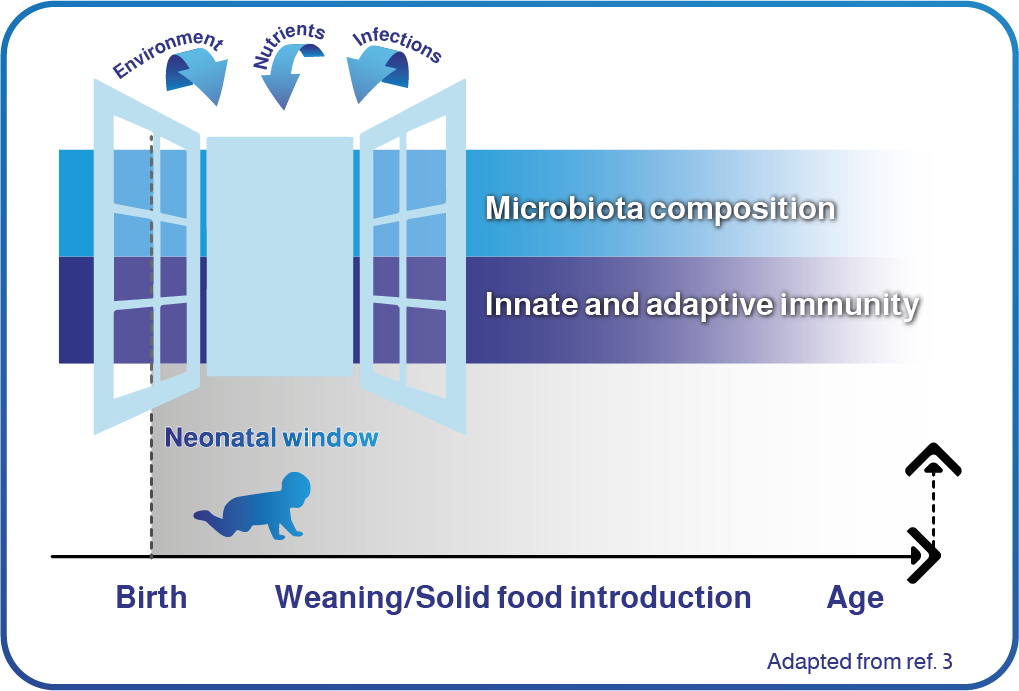 Environment
Nutrients
Infections
Microbiota composition
Innate and adaptive immunity
Neonatal window
Birth
Weaning/Solid food introduction
Age
Adapted from ref. 3